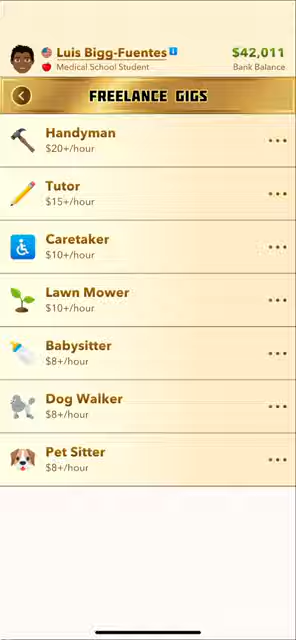 Luis Bigg-Fuentes i $42,011
Medical School Student Bank Balance
FREELANCE GIGS
Handyman
$20+/hour
Tutor
$15+/hour
Caretaker
$10+/hour
Lawn Mower
$10+/hour
Babysitter
$8+/hour
Dog Walker
$8+/hour
Pet Sitter
$8+/hour